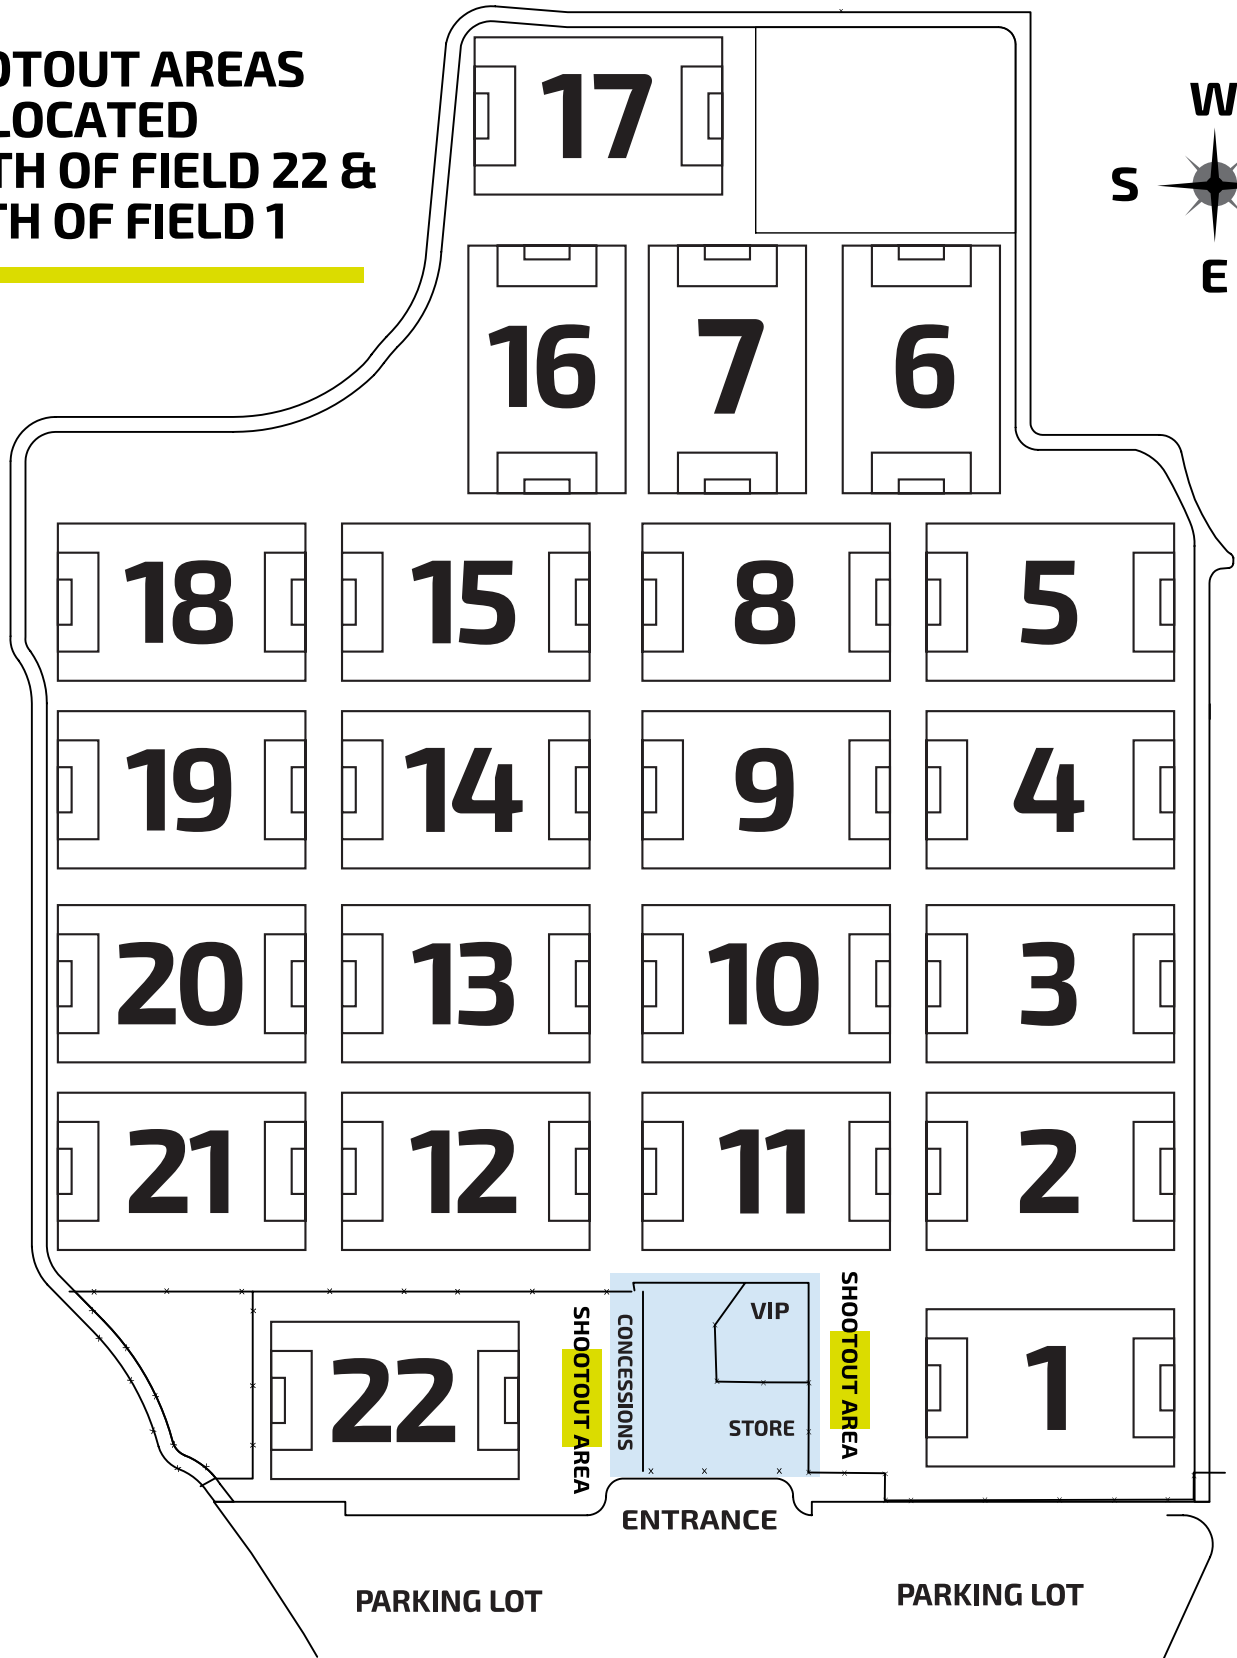 OTOUT AREAS
LOCATED
TH OF FIELD 22 &
TH OF FIELD 1
W
S
E
17
16
7
6
18
15
8
5
19
14
9
4
20
13
10
3
21
12
11
2
22
SHOOTOUT AREA
CONCESSIONS
VIP
STORE
SHOOTOUT AREA
1
ENTRANCE
PARKING LOT
PARKING LOT